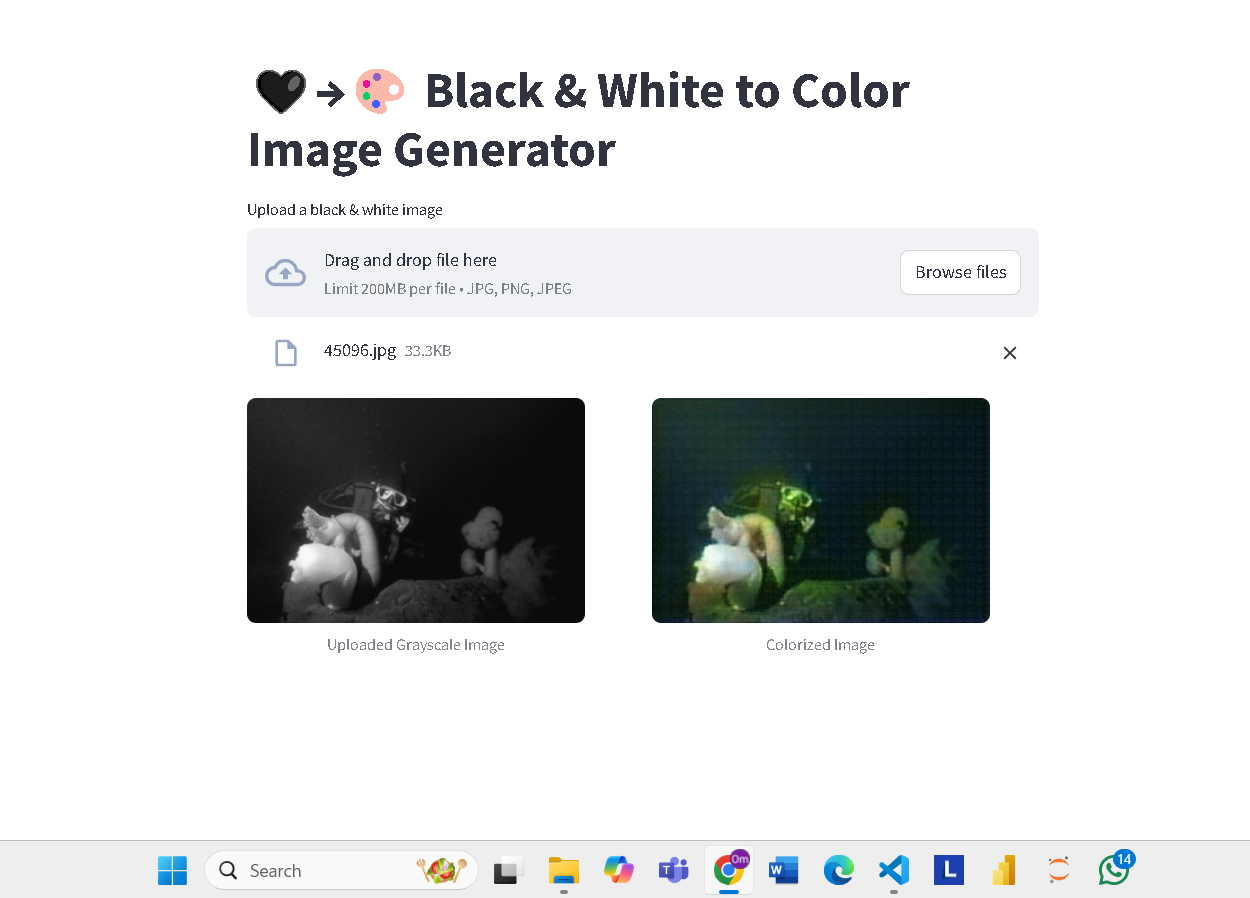 🖤→🎨 Black & White to Color
Image Generator
Upload a black & white image
Drag and drop file here
Limit 200MB per file • JPG, PNG, JPEG
Browse files
45096.jpg 33.3KB
Uploaded Grayscale Image
Colorized Image
Search
T
Om
W
L
14